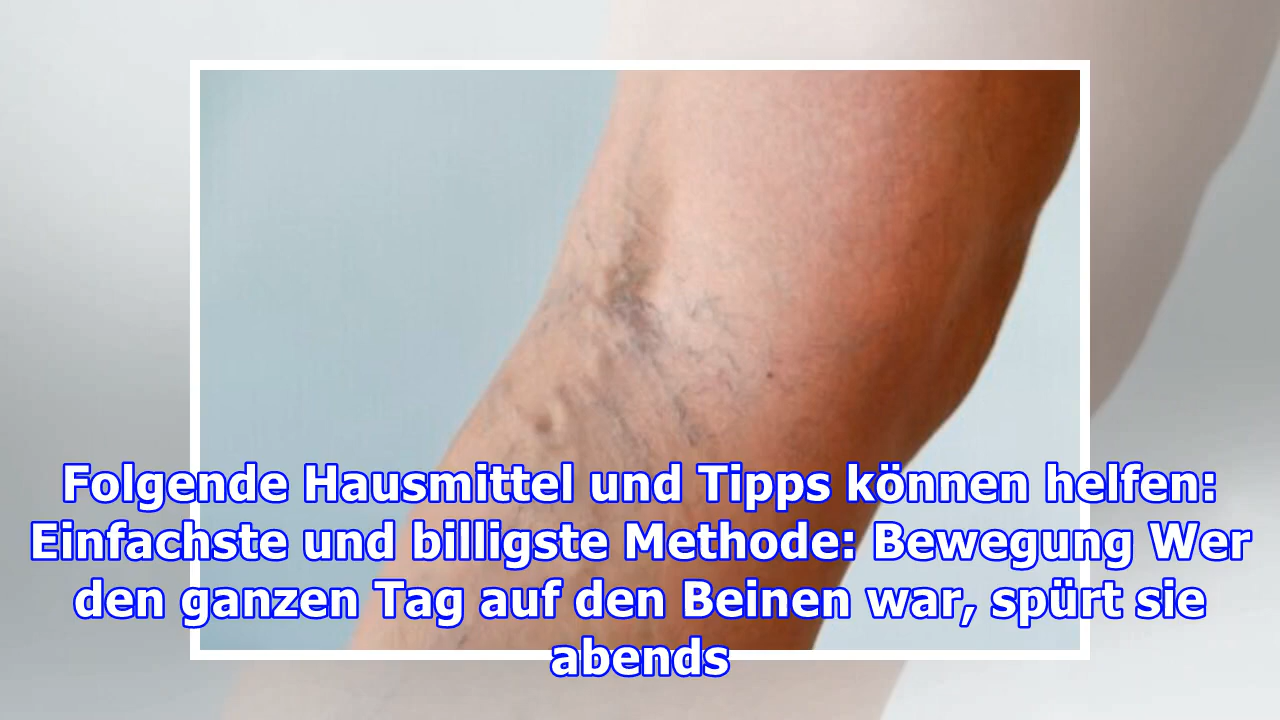 Folgende Hausmittel und Tipps können helfen:
Einfachste und billigste Methode: Bewegung Wer
den ganzen Tag auf den Beinen war, spürt sie
abends